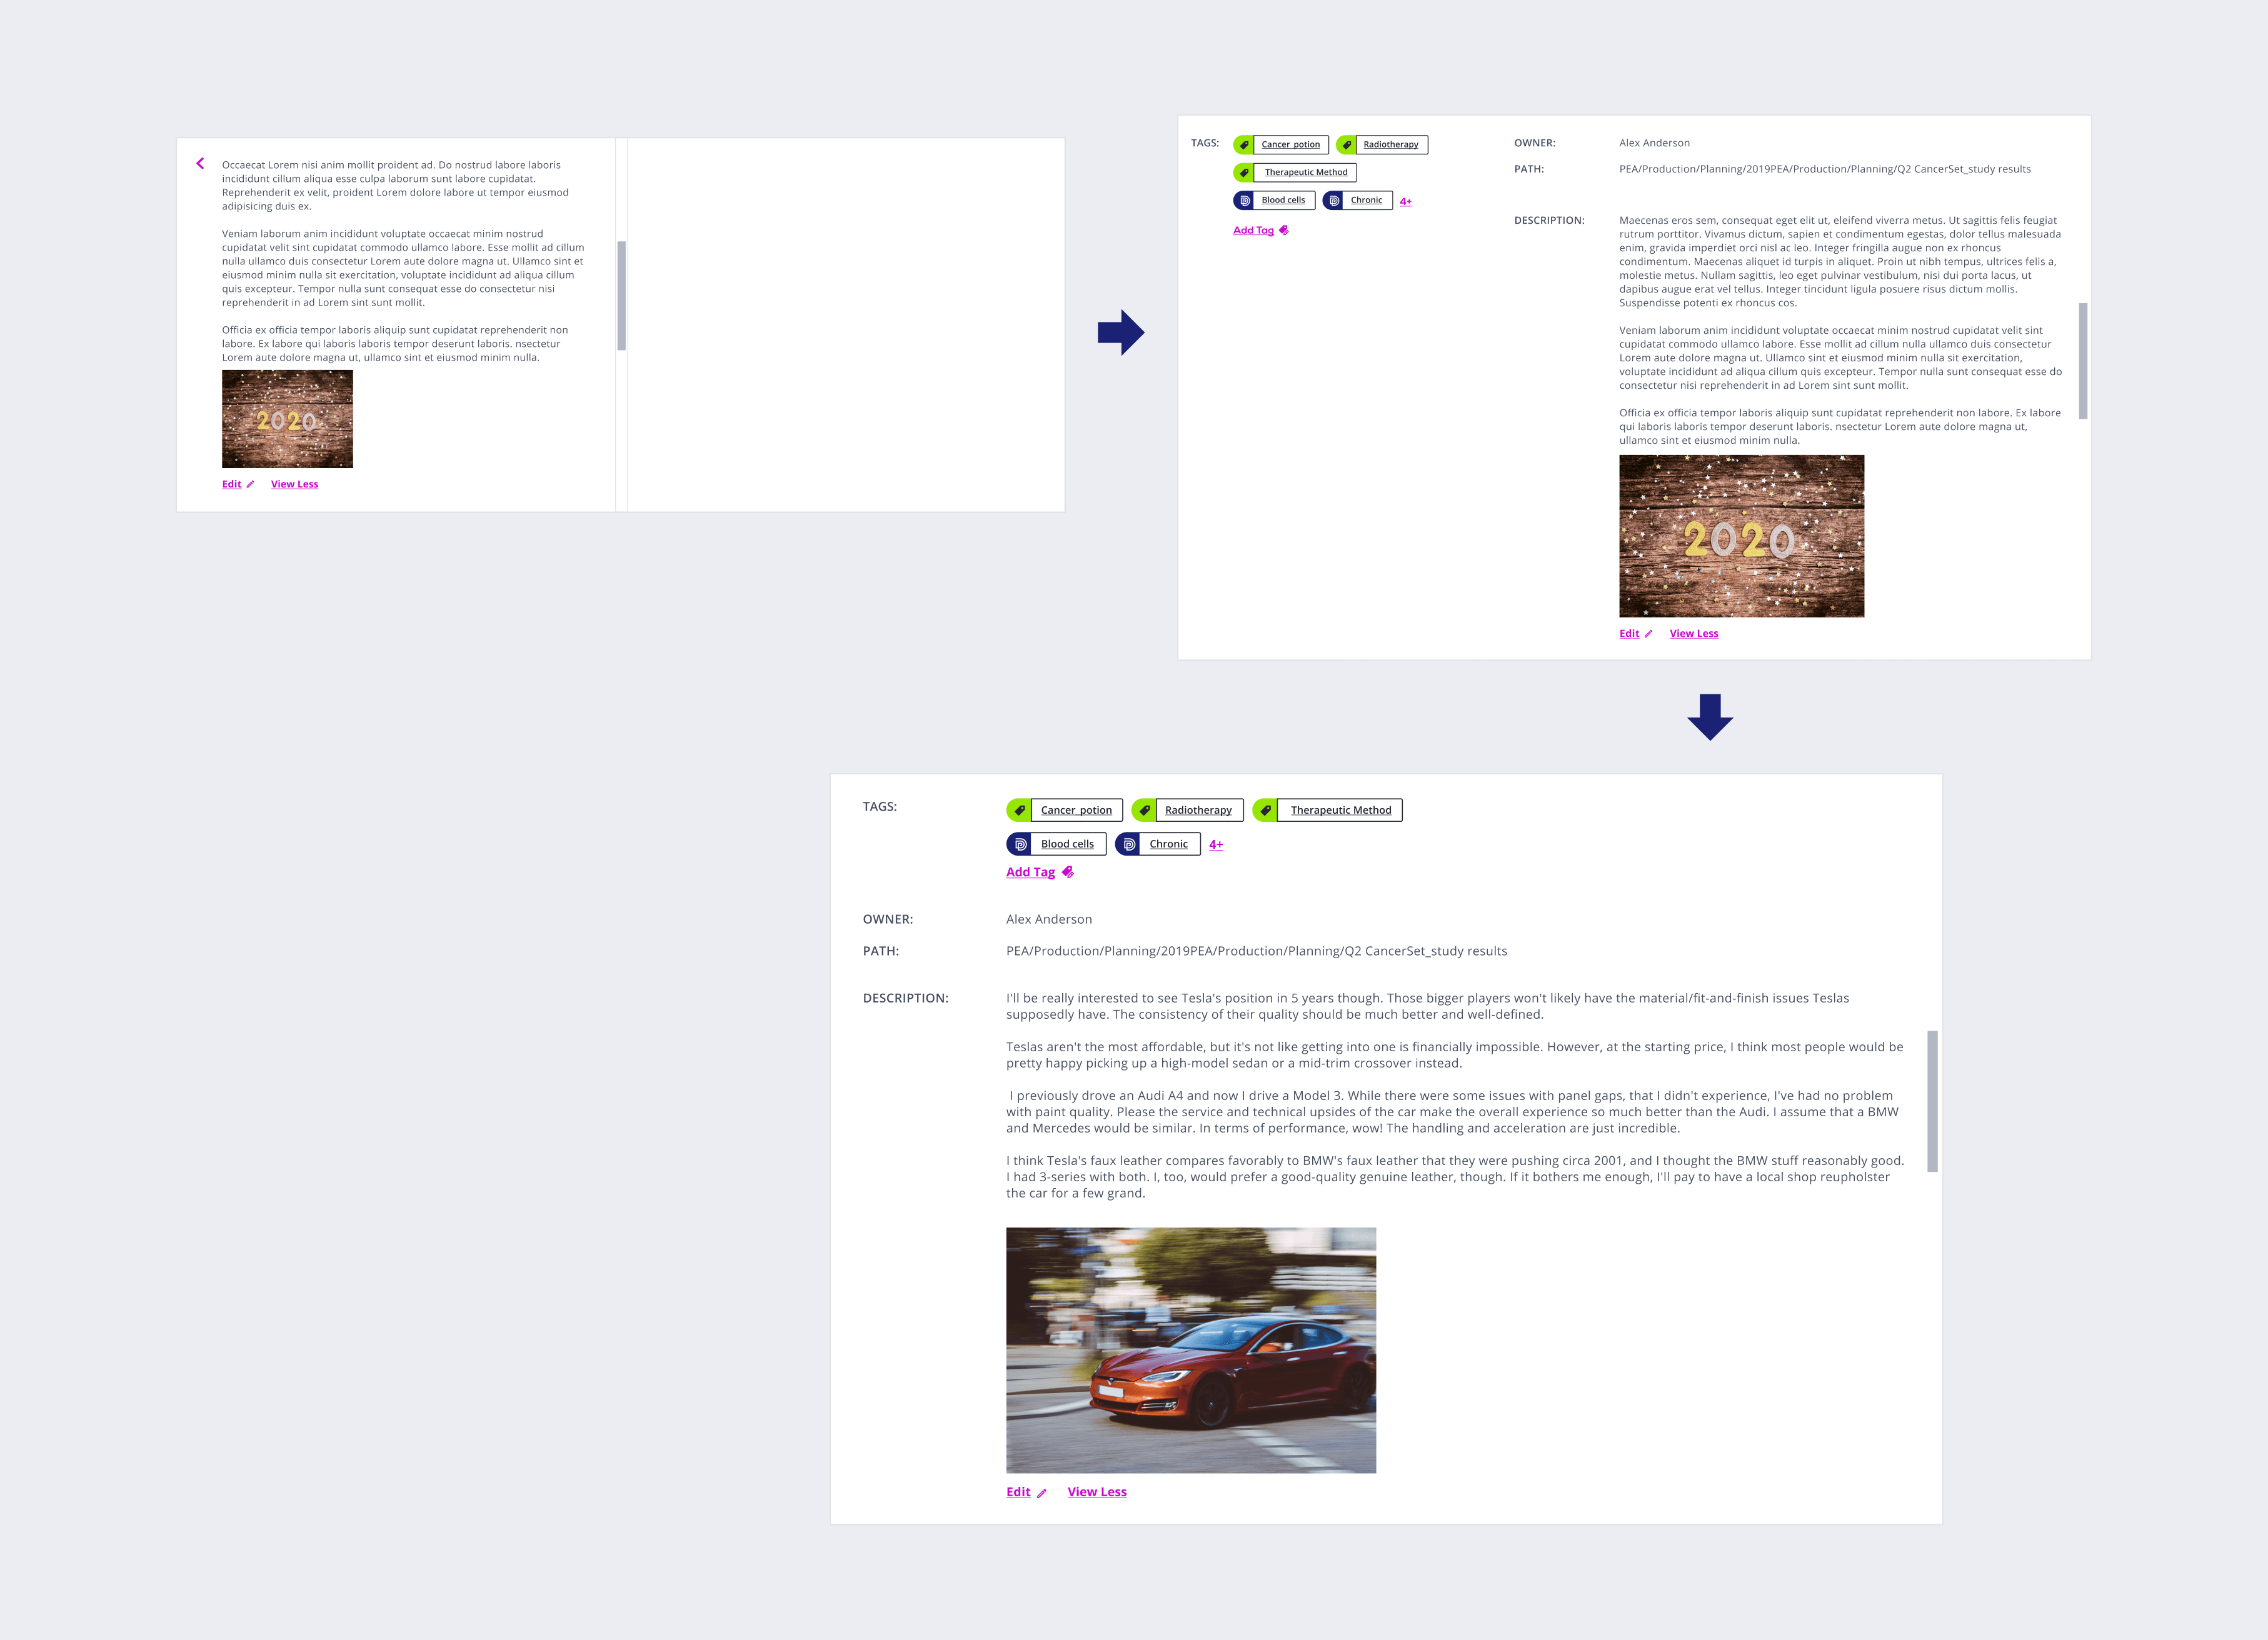 Occaecat Lorem nisi anim mollit proident ad. Do nostrud labore laboris
incididunt cillum aliqua esse culpa laborum sunt labore cupidatat.
Reprehenderit ex velit, proident Lorem dolore labore ut tempor eiusmod
adipisicing duis ex.
Veniam laborum anim incididunt voluptate occaecat minim nostrud
cupidatat velit sint cupidatat commodo ullamco labore. Esse mollit ad cillum
nulla ullamco duis consectetur Lorem aute dolore magna ut. Ullamco sint et
eiusmod minim nulla sit exercitation, voluptate incididunt ad aliqua cillum
quis excepteur. Tempor nulla sunt consequat esse do consectetur nisi
reprehenderit in ad Lorem sint sunt mollit.
Officia ex officia tempor laboris aliquip sunt cupidatat reprehenderit non
labore. Ex labore qui laboris laboris tempor deserunt laboris. nsectetur
Lorem aute dolore magna ut, ullamco sint et eiusmod minim nulla.
2020
Edit View Less
TAGS: Cancer_potion Radiotherapy
Therapeutic Method
Blood cells Chronic 4+
Add Tag
OWNER: Alex Anderson
PATH: PEA/Production/Planning/2019PEA/Production/Planning/Q2 CancerSet_study results
DESCRIPTION: Maecenas eros sem, consequat eget elit ut, eleifend viverra metus. Ut sagittis felis feugiat
rutrum porttitor. Vivamus dictum, sapien et condimentum egestas, dolor tellus malesuada
enim, gravida imperdiet orci nisl ac leo. Integer fringilla augue non ex rhoncus
condimentum. Maecenas aliquet id turpis in aliquet. Proin ut nibh tempus, ultrices felis a,
molestie metus. Nullam sagittis, leo eget pulvinar vestibulum, nisi dui porta lacus, ut
dapibus augue erat vel tellus. Integer tincidunt ligula posuere risus dictum mollis.
Suspendisse potenti ex rhoncus cos.
Veniam laborum anim incididunt voluptate occaecat minim nostrud cupidatat velit sint
cupidatat commodo ullamco labore. Esse mollit ad cillum nulla ullamco duis consectetur
Lorem aute dolore magna ut. Ullamco sint et eiusmod minim nulla sit exercitation,
voluptate incididunt ad aliqua cillum quis excepteur. Tempor nulla sunt consequat esse do
consectetur nisi reprehenderit in ad Lorem sint sunt mollit.
Officia ex officia tempor laboris aliquip sunt cupidatat reprehenderit non labore. Ex labore
qui laboris laboris tempor deserunt laboris. nsectetur Lorem aute dolore magna ut,
ullamco sint et eiusmod minim nulla.
2020
Edit View Less
TAGS: Cancer_potion Radiotherapy Therapeutic Method
Blood cells Chronic 4+
Add Tag
OWNER: Alex Anderson
PATH: PEA/Production/Planning/2019PEA/Production/Planning/Q2 CancerSet_study results
DESCRIPTION: I'll be really interested to see Tesla's position in 5 years though. Those bigger players won't likely have the material/fit-and-finish issues Teslas
supposedly have. The consistency of their quality should be much better and well-defined.
Teslas aren't the most affordable, but it's not like getting into one is financially impossible. However, at the starting price, I think most people would be
pretty happy picking up a high-model sedan or a mid-trim crossover instead.
I previously drove an Audi A4 and now I drive a Model 3. While there were some issues with panel gaps, that I didn't experience, I've had no problem
with paint quality. Please the service and technical upsides of the car make the overall experience so much better than the Audi. I assume that a BMW
and Mercedes would be similar. In terms of performance, wow! The handling and acceleration are just incredible.
I think Tesla's faux leather compares favorably to BMW's faux leather that they were pushing circa 2001, and I thought the BMW stuff reasonably good.
I had 3-series with both. I, too, would prefer a good-quality genuine leather, though. If it bothers me enough, I'll pay to have a local shop reupholster
the car for a few grand.
Edit View Less